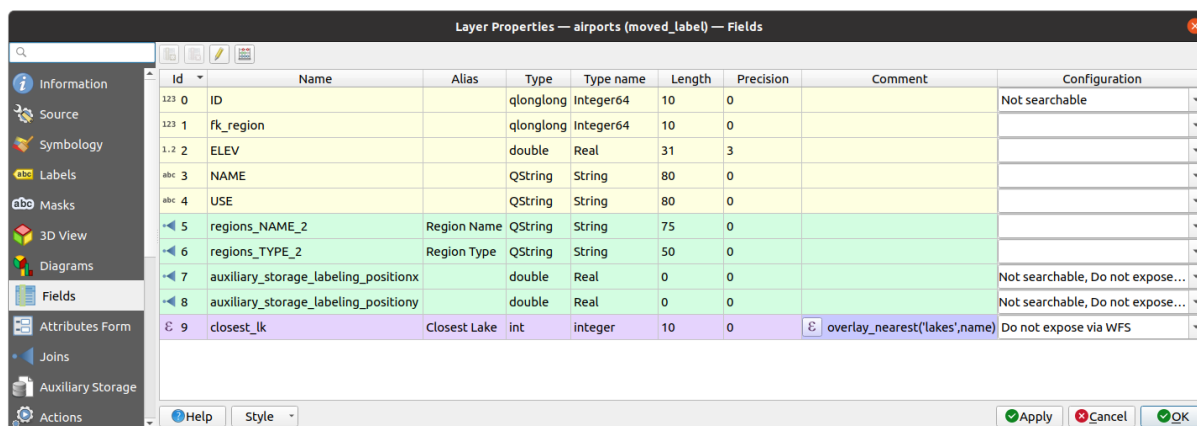 Layer Properties — airports (moved_label) — Fields
Information
Source
Symbology
abc Labels
abc Masks
3D View
Diagrams
Fields
Attributes Form
Joins
Auxiliary Storage
Actions
Id Name Alias Type Type name Length Precision Comment Configuration
123 0 ID qlonglong Integer64 10 0 Not searchable
123 1 fk_region qlonglong Integer64 10 0
1.2 2 ELEV double Real 31 3
abc 3 NAME QString String 80 0
abc 4 USE QString String 80 0
5 regions_NAME_2 Region Name QString String 75 0
6 regions_TYPE_2 Region Type QString String 50 0
7 auxiliary_storage_labeling_positionx double Real 0 0 Not searchable, Do not expose...
8 auxiliary_storage_labeling_positiony double Real 0 0 Not searchable, Do not expose...
ε 9 closest_lk Closest Lake int integer 10 0 ε overlay_nearest('lakes',name) Do not expose via WFS
Help Style Apply Cancel OK